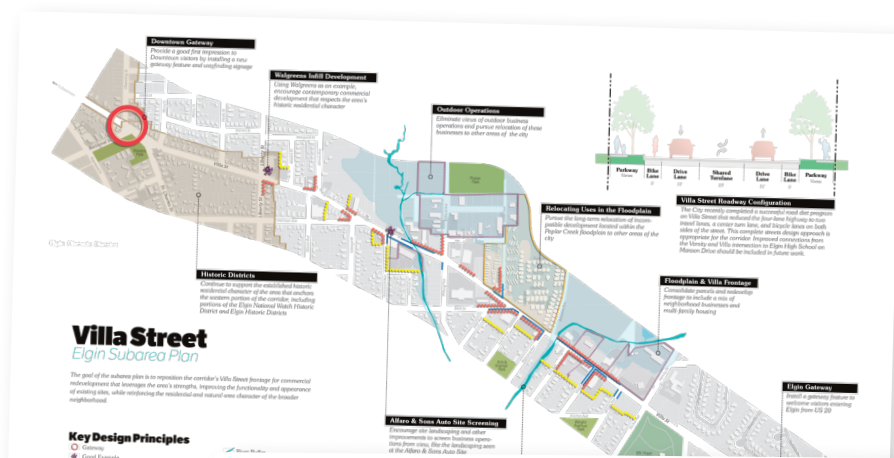 Downtown Gateway
Provide a good first impression to
Downtown visitors by installing a new
gateway feature and wayfinding signage
Walgreens Infill Development
Using Walgreens as an example,
encourage contemporary commercial
development that respects the area's
historic residential character
Outdoor Operations
Eliminate views of outdoor business
operations and pursue relocation of these
businesses to other areas of the city
Parkway
Bike
Lane
Drive
Lane
Shared
Turnlane
Drive
Lane
Bike
Lane
Parkway
Villa Street Roadway Configuration
The City recently completed a successful road diet program
on Villa Street that reduced the four-lane highway to two
travel lanes, a center turn lane, and bicycle lanes on both
sides of the street. This complete streets design approach is
appropriate for the corridor. Improved connections from
the Varsity and Villa intersection to Elgin High School on
Maroon Drive should be included in future work.
Relocating Uses in the Floodplain
Pursue the long term relocation of incom-
patible development located within the
Poplar Creek floodplain to other areas of the
city
Historic Districts
Continue to support the established historic
residential character of the area that anchors
the western portion of the corridor, including
portions of the Elgin National Watch Historic
District and Elgin Historic Districts
Floodplain & Villa Frontage
Consolidate parcels and redevelop
frontage to include a mix of
neighborhood businesses and
multi-family housing
Villa Street
Elgin Subarea Plan
The goal of the subarea plan is to reposition the corridor's Villa Street frontage for commercial
redevelopment that leverages the area's strengths, improving the functionality and appearance
of existing sites, while reinforcing the residential and natural area character of the broader
neighborhood.
Elgin Gateway
Install a gateway feature to
welcome visitors entering
Elgin from US 20
Alfaro & Sons Auto Site Screening
Encourage site landscaping and other
improvements to screen business opera-
tions from view, like the landscaping seen
at the Alfaro & Sons Auto Site
Key Design Principles
Gateway
Good Example